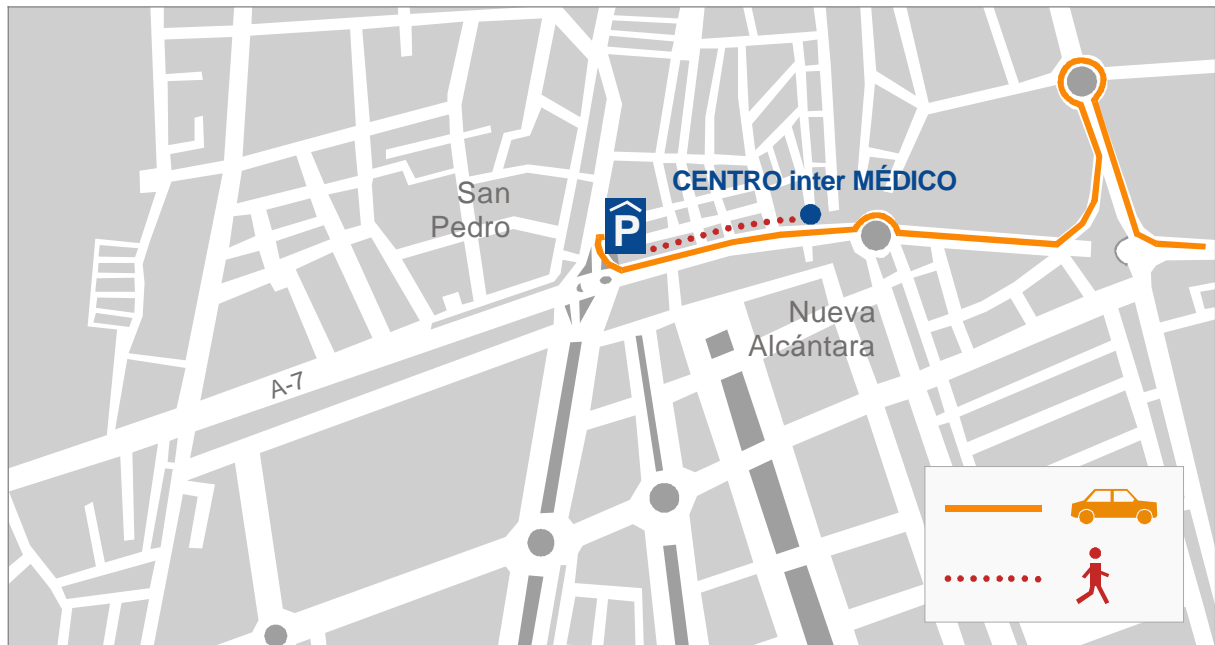 CENTRO inter MÉDICO
San
Pedro
P
Nueva
Alcántara
A-7